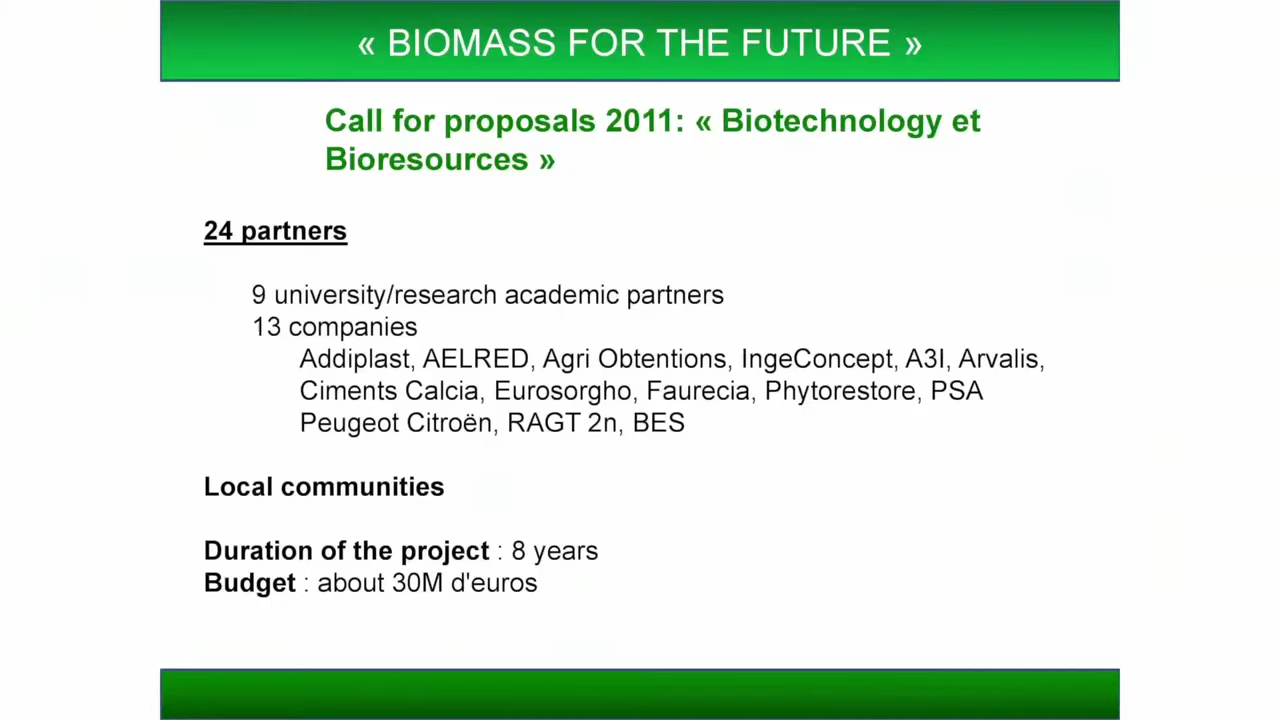 « BIOMASS FOR THE FUTURE »
Call for proposals 2011: « Biotechnology et
Bioresources »
24 partners
9 university/research academic partners
13 companies
Addiplast, AELRED, Agri Obtentions, IngeConcept, A3I, Arvalis,
Ciments Calcia, Eurosorgho, Faurecia, Phytorestore, PSA
Peugeot Citroën, RAGT 2n, BES
Local communities
Duration of the project : 8 years
Budget : about 30M d'euros